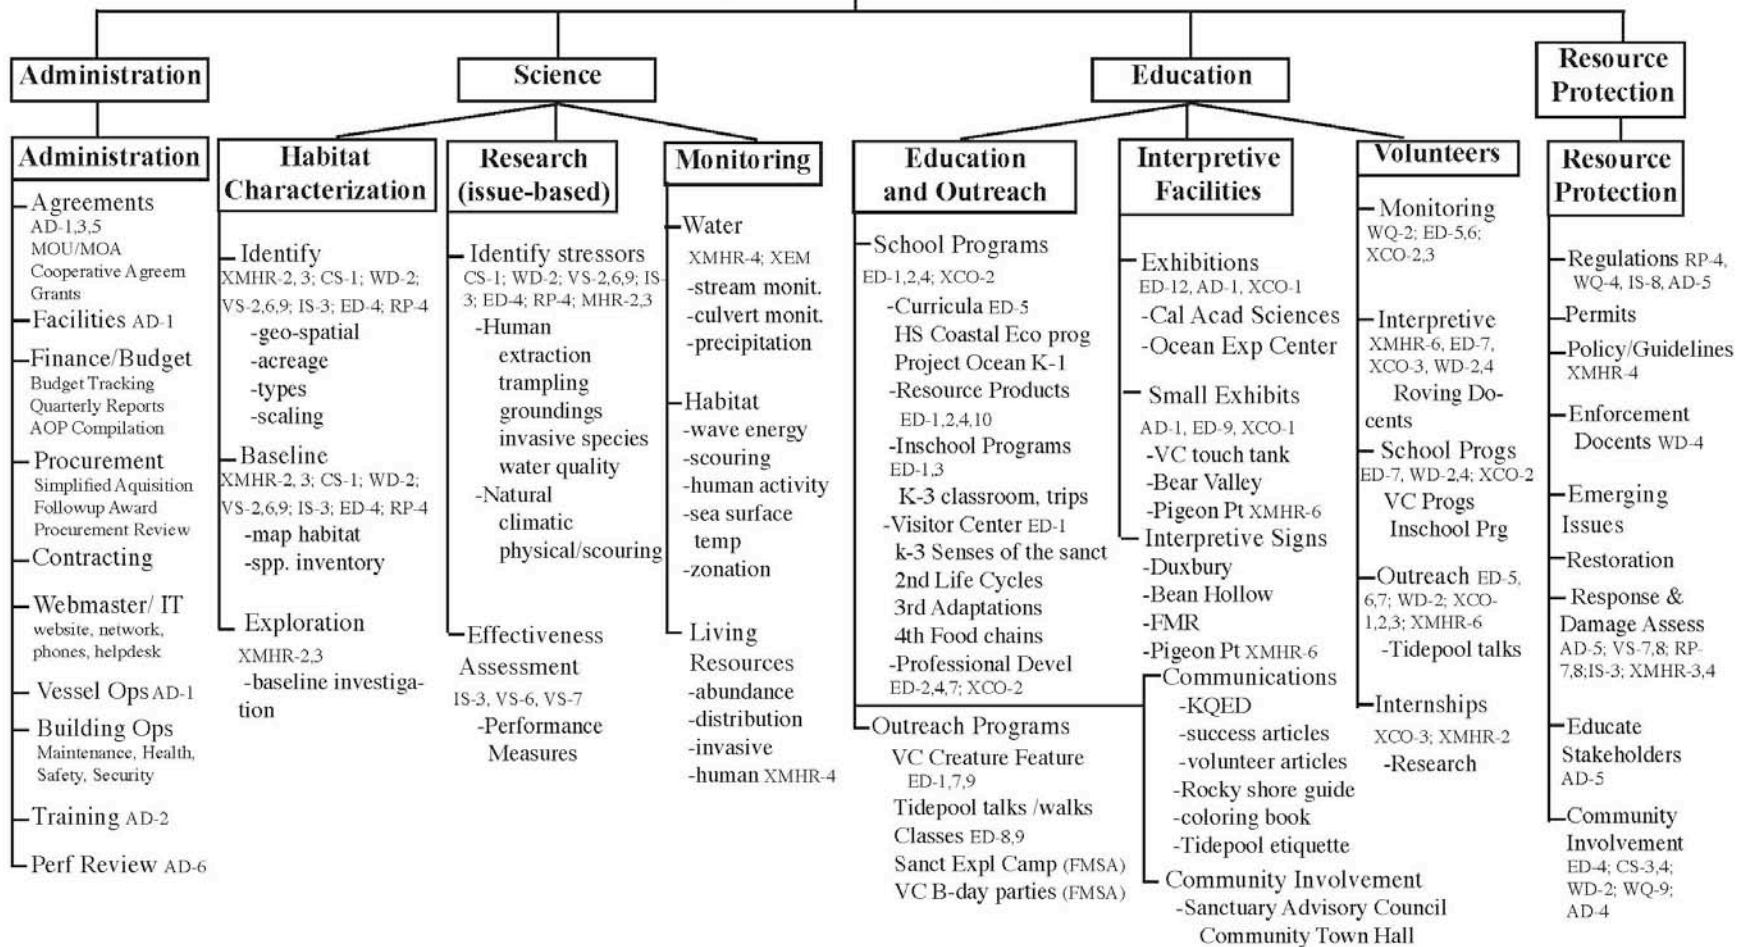 Administration
Science
Education
Resource
Protection
Administration
Agreements
AD-1,3,5
MOU/MOA
Cooperative Agreem
Grants
Facilities AD-1
Finance/Budget
Budget Tracking
Quarterly Reports
AOP Compilation
Procurement
Simplified Aquisition
Followup Award
Procurement Review
Contracting
Webmaster/ IT
website, network,
phones, helpdesk
Vessel Ops AD-1
Building Ops
Maintenance, Health,
Safety, Security
Training AD-2
Perf Review AD-6
Habitat
Characterization
Identify
XMHR-2, 3; CS-1; WD-2;
VS-2,6,9; IS-3; ED-4; RP-4
-geo-spatial
-acreage
-types
-scaling
Baseline
XMHR-2, 3; CS-1; WD-2;
VS-2,6,9; IS-3; ED-4; RP-4
-map habitat
-spp. inventory
Exploration
XMHR-2,3
-baseline investiga-
tion
Research
(issue-based)
Identify stressors
CS-1; WD-2; VS-2,6,9; IS-
3; ED-4; RP-4; MHR-2,3
-Human
extraction
trampling
groundings
invasive species
water quality
-Natural
climatic
physical/scouring
Effectiveness
Assessment
IS-3, VS-6, VS-7
-Performance
Measures
Monitoring
Water
XMHR-4; XEM
-stream monit.
-culvert monit.
-precipitation
Habitat
-wave energy
-scouring
-human activity
-sea surface
temp
-zonation
Living
Resources
-abundance
-distribution
-invasive
-human XMHR-4
Education
and Outreach
School Programs
ED-1,2,4; XCO-2
-Curricula ED-5
HS Coastal Eco prog
Project Ocean K-1
-Resource Products
ED-1,2,4,10
-Inschool Programs
ED-1,3
K-3 classroom, trips
-Visitor Center ED-1
k-3 Senses of the sanct
2nd Life Cycles
3rd Adaptations
4th Food chains
-Professional Devel
ED-2,4,7; XCO-2
Outreach Programs
VC Creature Feature
ED-1,7,9
Tidepool talks /walks
Classes ED-8,9
Sanct Expl Camp (FMSA)
VC B-day parties (FMSA)
Interpretive
Facilities
Exhibitions
ED-12, AD-1, XCO-1
-Cal Acad Sciences
-Ocean Exp Center
Small Exhibits
AD-1, ED-9, XCO-1
-VC touch tank
-Bear Valley
-Pigeon Pt XMHR-6
Interpretive Signs
-Duxbury
-Bean Hollow
-FMR
-Pigeon Pt XMHR-6
Communications
-KQED
-success articles
-volunteer articles
-Rocky shore guide
-coloring book
-Tidepool etiquette
Community Involvement
-Sanctuary Advisory Council
Community Town Hall
Volunteers
Monitoring
WQ-2; ED-5,6;
XCO-2,3
Interpretive
XMHR-6, ED-7,
XCO-3, WD-2,4
Roving Do-
cents
School Progs
ED-7, WD-2,4; XCO-2
VC Progs
Inschool Prg
Outreach ED-5,
6,7; WD-2; XCO-
1,2,3; XMHR-6
-Tidepool talks
Internships
XCO-3; XMHR-2
-Research
Resource
Protection
Regulations RP-4,
WQ-4, IS-8, AD-5
Permits
Policy/Guidelines
XMHR-4
Enforcement
Docents WD-4
Emerging
Issues
Restoration
Response &
Damage Assess
AD-5; VS-7,8; RP-
7,8;IS-3; XMHR-3,4
Educate
Stakeholders
AD-5
Community
Involvement
ED-4; CS-3,4;
WD-2; WQ-9;
AD-4